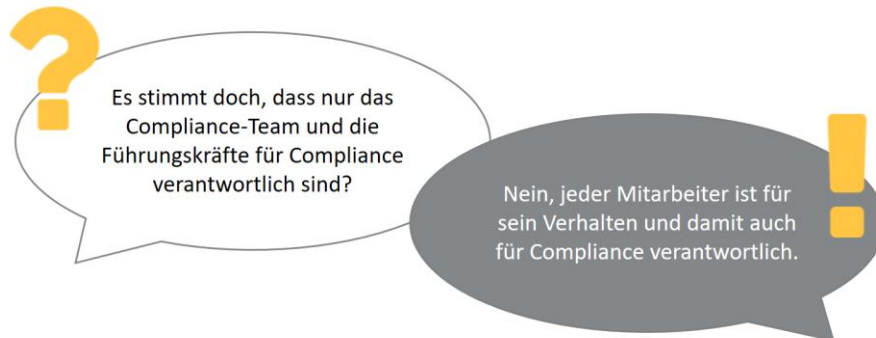 ?
Es stimmt doch, dass nur das
Compliance-Team und die
Führungskräfte für Compliance
verantwortlich sind?
!
Nein, jeder Mitarbeiter ist für
sein Verhalten und damit auch
für Compliance verantwortlich.